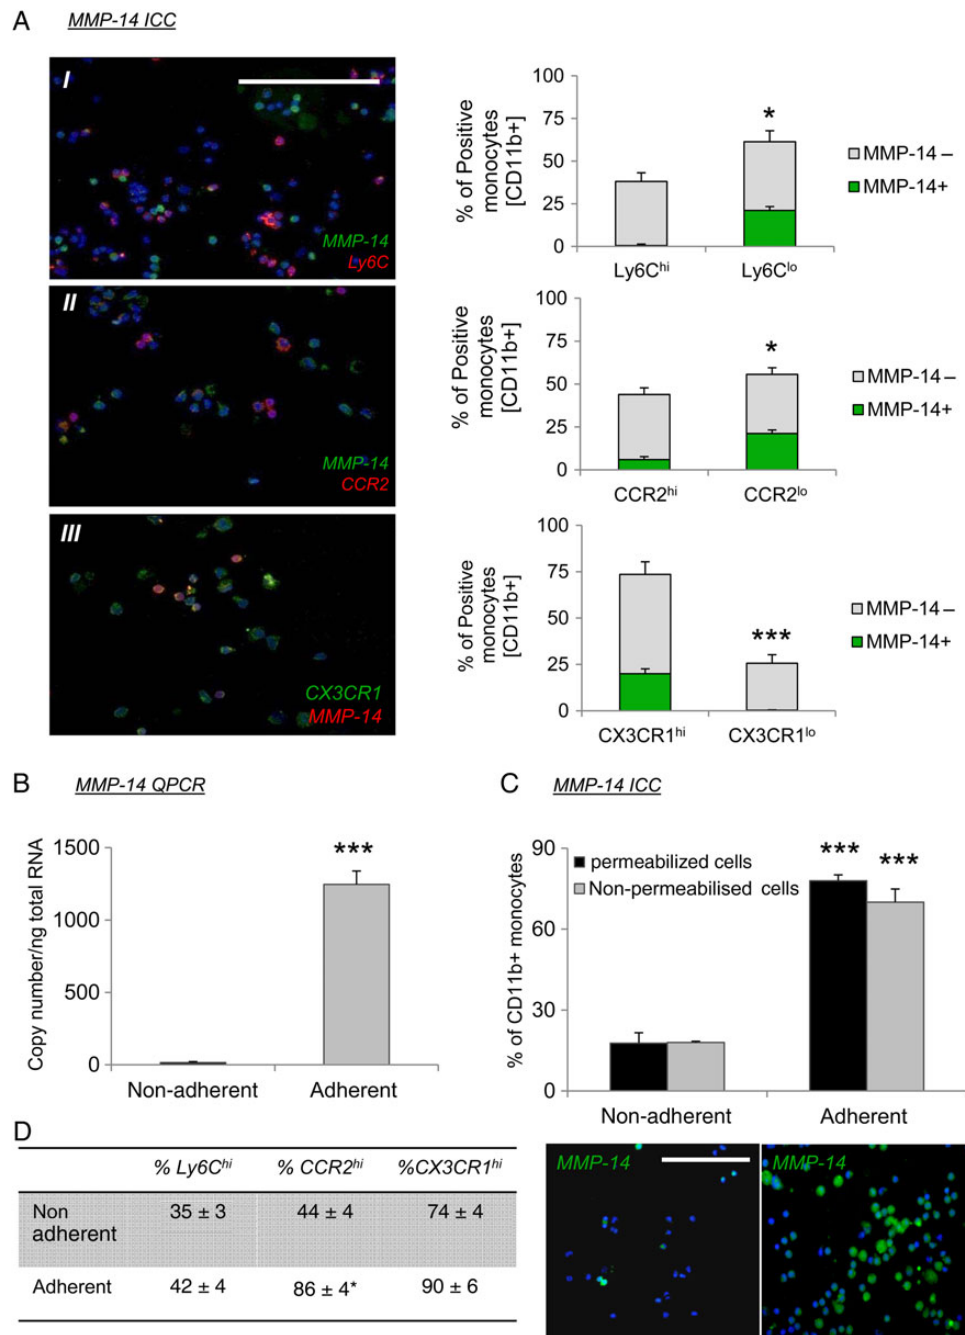 A MMP-14 ICC
I
MMP-14
Ly6C
% of Positive
monocytes
[CD11b+]
100
75
50
25
0
*
Ly6Chi Ly6Clo
MMP-14 –
MMP-14+
II
MMP-14
CCR2
% of Positive
monocytes
[CD11b+]
100
75
50
25
0
*
CCR2hi CCR2lo
MMP-14 –
MMP-14+
III
CX3CR1
MMP-14
% of Positive
monocytes
[CD11b+]
100
75
50
25
0
***
CX3CR1hi CX3CR1lo
MMP-14 –
MMP-14+
B MMP-14 QPCR
Copy number/ng total RNA
1500
1000
500
0
***
Non-adherent Adherent
C MMP-14 ICC
% of CD11b+ monocytes
90
60
30
0
permeabilized cells
Non-permeabilised cells
*** ***
Non-adherent Adherent
MMP-14 MMP-14
D
% Ly6Chi % CCR2hi %CX3CR1hi
Non
adherent 35 ± 3 44 ± 4 74 ± 4
Adherent 42 ± 4 86 ± 4* 90 ± 6